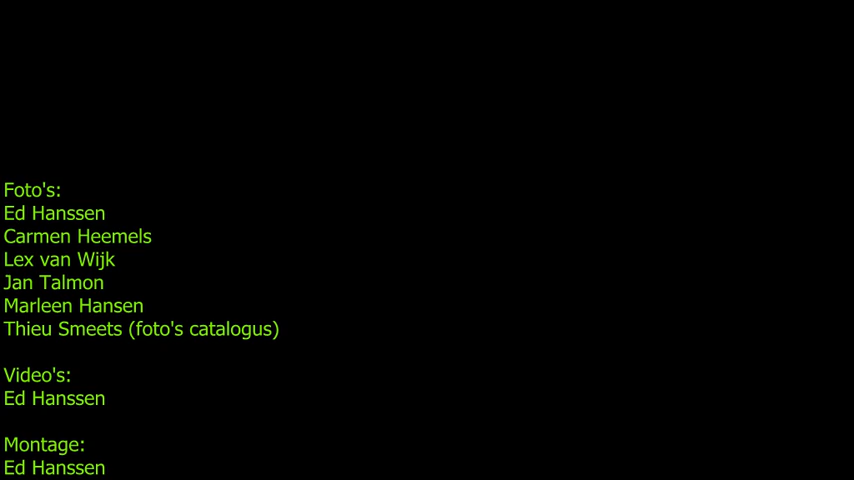 Foto's:
Ed Hanssen
Carmen Heemels
Lex van Wijk
Jan Talmon
Marleen Hansen
Thieu Smeets (foto's catalogus)
Video's:
Ed Hanssen
Montage:
Ed Hanssen